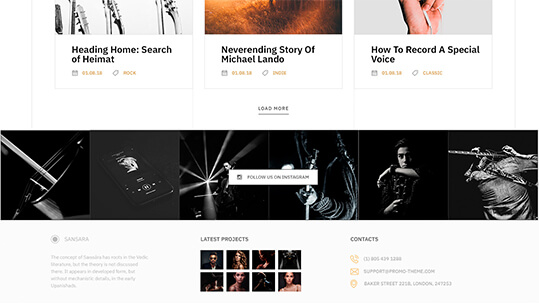 Heading Home: Search
of Heimat
03.08.18 ROCK
Neverending Story Of
Michael Lando
03.08.18 INDIE
How To Record A Special
Voice
03.08.18 CLASSIC
LOAD MORE
FOLLOW US ON INSTAGRAM
SANSARA
The concept of Sansara has roots in the Vedic
literature, but the theory is not discussed
there. It appears in developed form, but
without mechanistic details, in the early
Upanishads.
LATEST PROJECTS
CONTACTS
(1) 800 429 1888
SUPPORT@PROMO-THEME.COM
BAKER STREET 221B, LONDON, 247253